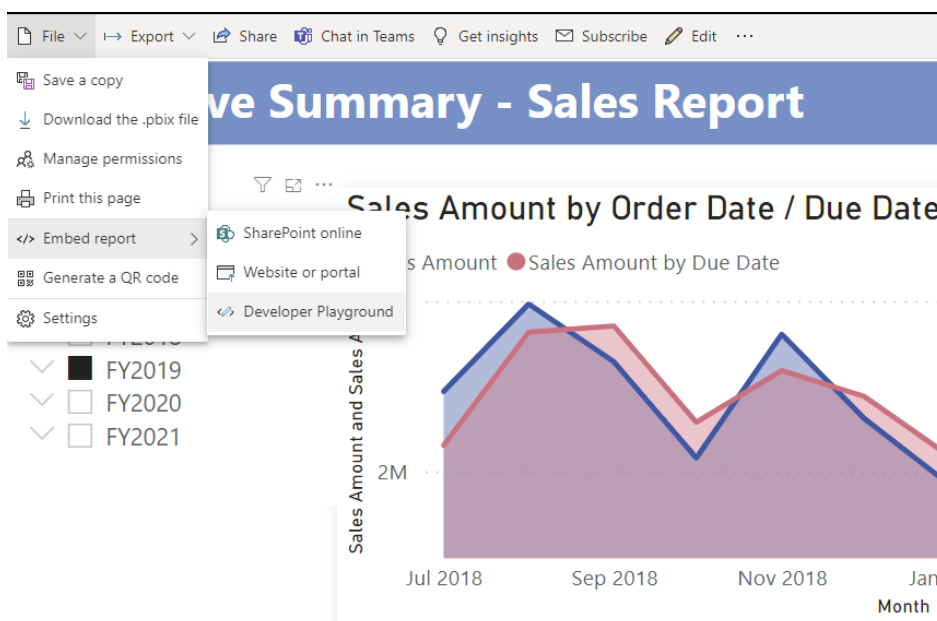 File Export Share Chat in Teams Get insights Subscribe Edit ...
Save a copy
Download the .pbix file
Manage permissions
Print this page
Embed report
Generate a QR code
Settings
SharePoint online
Website or portal
Developer Playground
ve Summary - Sales Report
FY2019
FY2020
FY2021
Sales Amount by Order Date / Due Date
s Amount Sales Amount by Due Date
Sales Amount and Sales A
2M
Jul 2018 Sep 2018 Nov 2018 Jan
Month